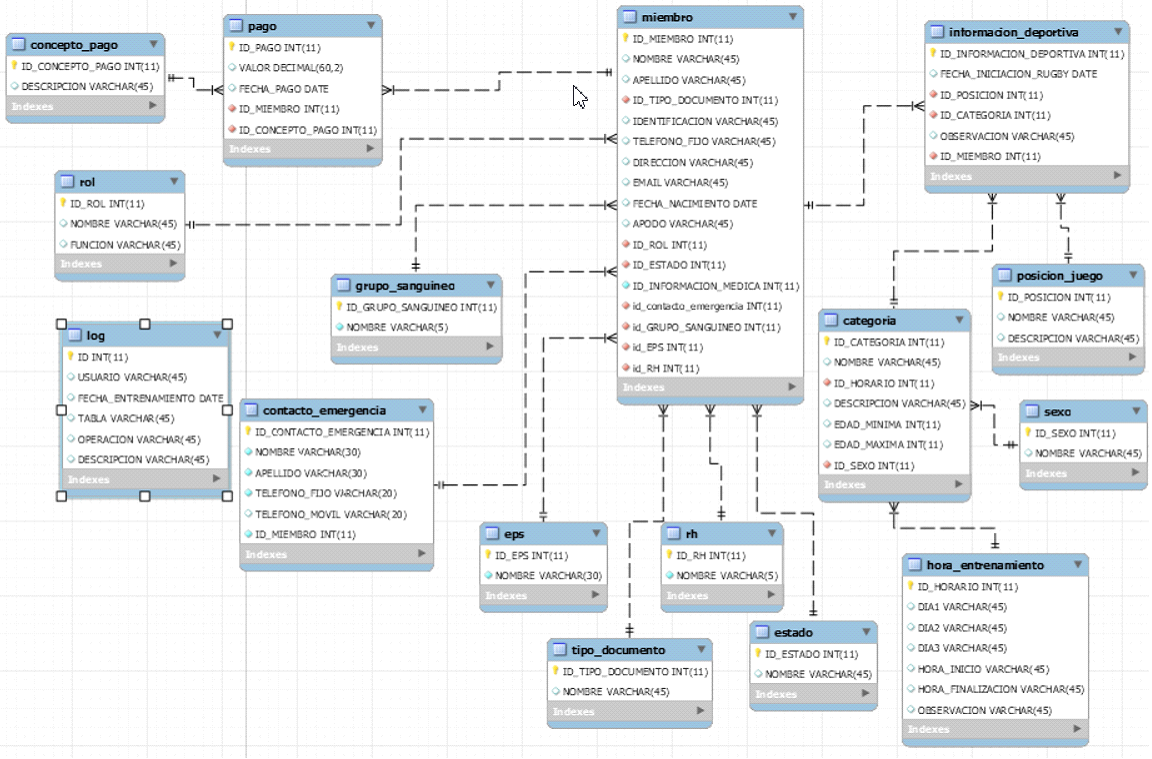 concepto_pago
ID_CONCEPTO_PAGO INT(11)
DESCRIPCION VARCHAR(45)
Indexes
pago
ID_PAGO INT(11)
VALOR DECIMAL(60,2)
FECHA_PAGO DATE
ID_MIEMBRO INT(11)
ID_CONCEPTO_PAGO INT(11)
Indexes
miembro
ID_MIEMBRO INT(11)
NOMBRE VARCHAR(45)
APELLIDO VARCHAR(45)
ID_TIPO_DOCUMENTO INT(11)
IDENTIFICACION VARCHAR(45)
TELEFONO_FIJO VARCHAR(45)
DIRECCION VARCHAR(45)
EMAIL VARCHAR(45)
FECHA_NACIMIENTO DATE
APODO VARCHAR(45)
ID_ROL INT(11)
ID_ESTADO INT(11)
ID_INFORMACION_MEDICA INT(11)
id_contacto_emergencia INT(11)
id_GRUPO_SANGUINEO INT(11)
id_EPS INT(11)
id_RH INT(11)
Indexes
informacion_deportiva
ID_INFORMACION_DEPORTIVA INT(11)
FECHA_INICIACION_RUGBY DATE
ID_POSICION INT(11)
ID_CATEGORIA INT(11)
OBSERVACION VARCHAR(45)
ID_MIEMBRO INT(11)
Indexes
rol
ID_ROL INT(11)
NOMBRE VARCHAR(45)
FUNCION VARCHAR(45)
Indexes
grupo_sanguineo
ID_GRUPO_SANGUINEO INT(11)
NOMBRE VARCHAR(5)
Indexes
posicion_juego
ID_POSICION INT(11)
NOMBRE VARCHAR(45)
DESCRIPCION VARCHAR(45)
Indexes
log
ID INT(11)
USUARIO VARCHAR(45)
FECHA_ENTRENAMIENTO DATE
TABLA VARCHAR(45)
OPERACION VARCHAR(45)
DESCRIPCION VARCHAR(45)
Indexes
categoria
ID_CATEGORIA INT(11)
NOMBRE VARCHAR(45)
ID_HORARIO INT(11)
DESCRIPCION VARCHAR(45)
EDAD_MINIMA INT(11)
EDAD_MAXIMA INT(11)
ID_SEXO INT(11)
Indexes
contacto_emergencia
ID_CONTACTO_EMERGENCIA INT(11)
NOMBRE VARCHAR(30)
APELLIDO VARCHAR(30)
TELEFONO_FIJO VARCHAR(20)
TELEFONO_MOVIL VARCHAR(20)
ID_MIEMBRO INT(11)
Indexes
sexo
ID_SEXO INT(11)
NOMBRE VARCHAR(45)
Indexes
eps
ID_EPS INT(11)
NOMBRE VARCHAR(30)
Indexes
rh
ID_RH INT(11)
NOMBRE VARCHAR(5)
Indexes
hora_entrenamiento
ID_HORARIO INT(11)
DIA1 VARCHAR(45)
DIA2 VARCHAR(45)
DIA3 VARCHAR(45)
HORA_INICIO VARCHAR(45)
HORA_FINALIZACION VARCHAR(45)
OBSERVACION VARCHAR(45)
Indexes
tipo_documento
ID_TIPO_DOCUMENTO INT(11)
NOMBRE VARCHAR(45)
Indexes
estado
ID_ESTADO INT(11)
NOMBRE VARCHAR(45)
Indexes